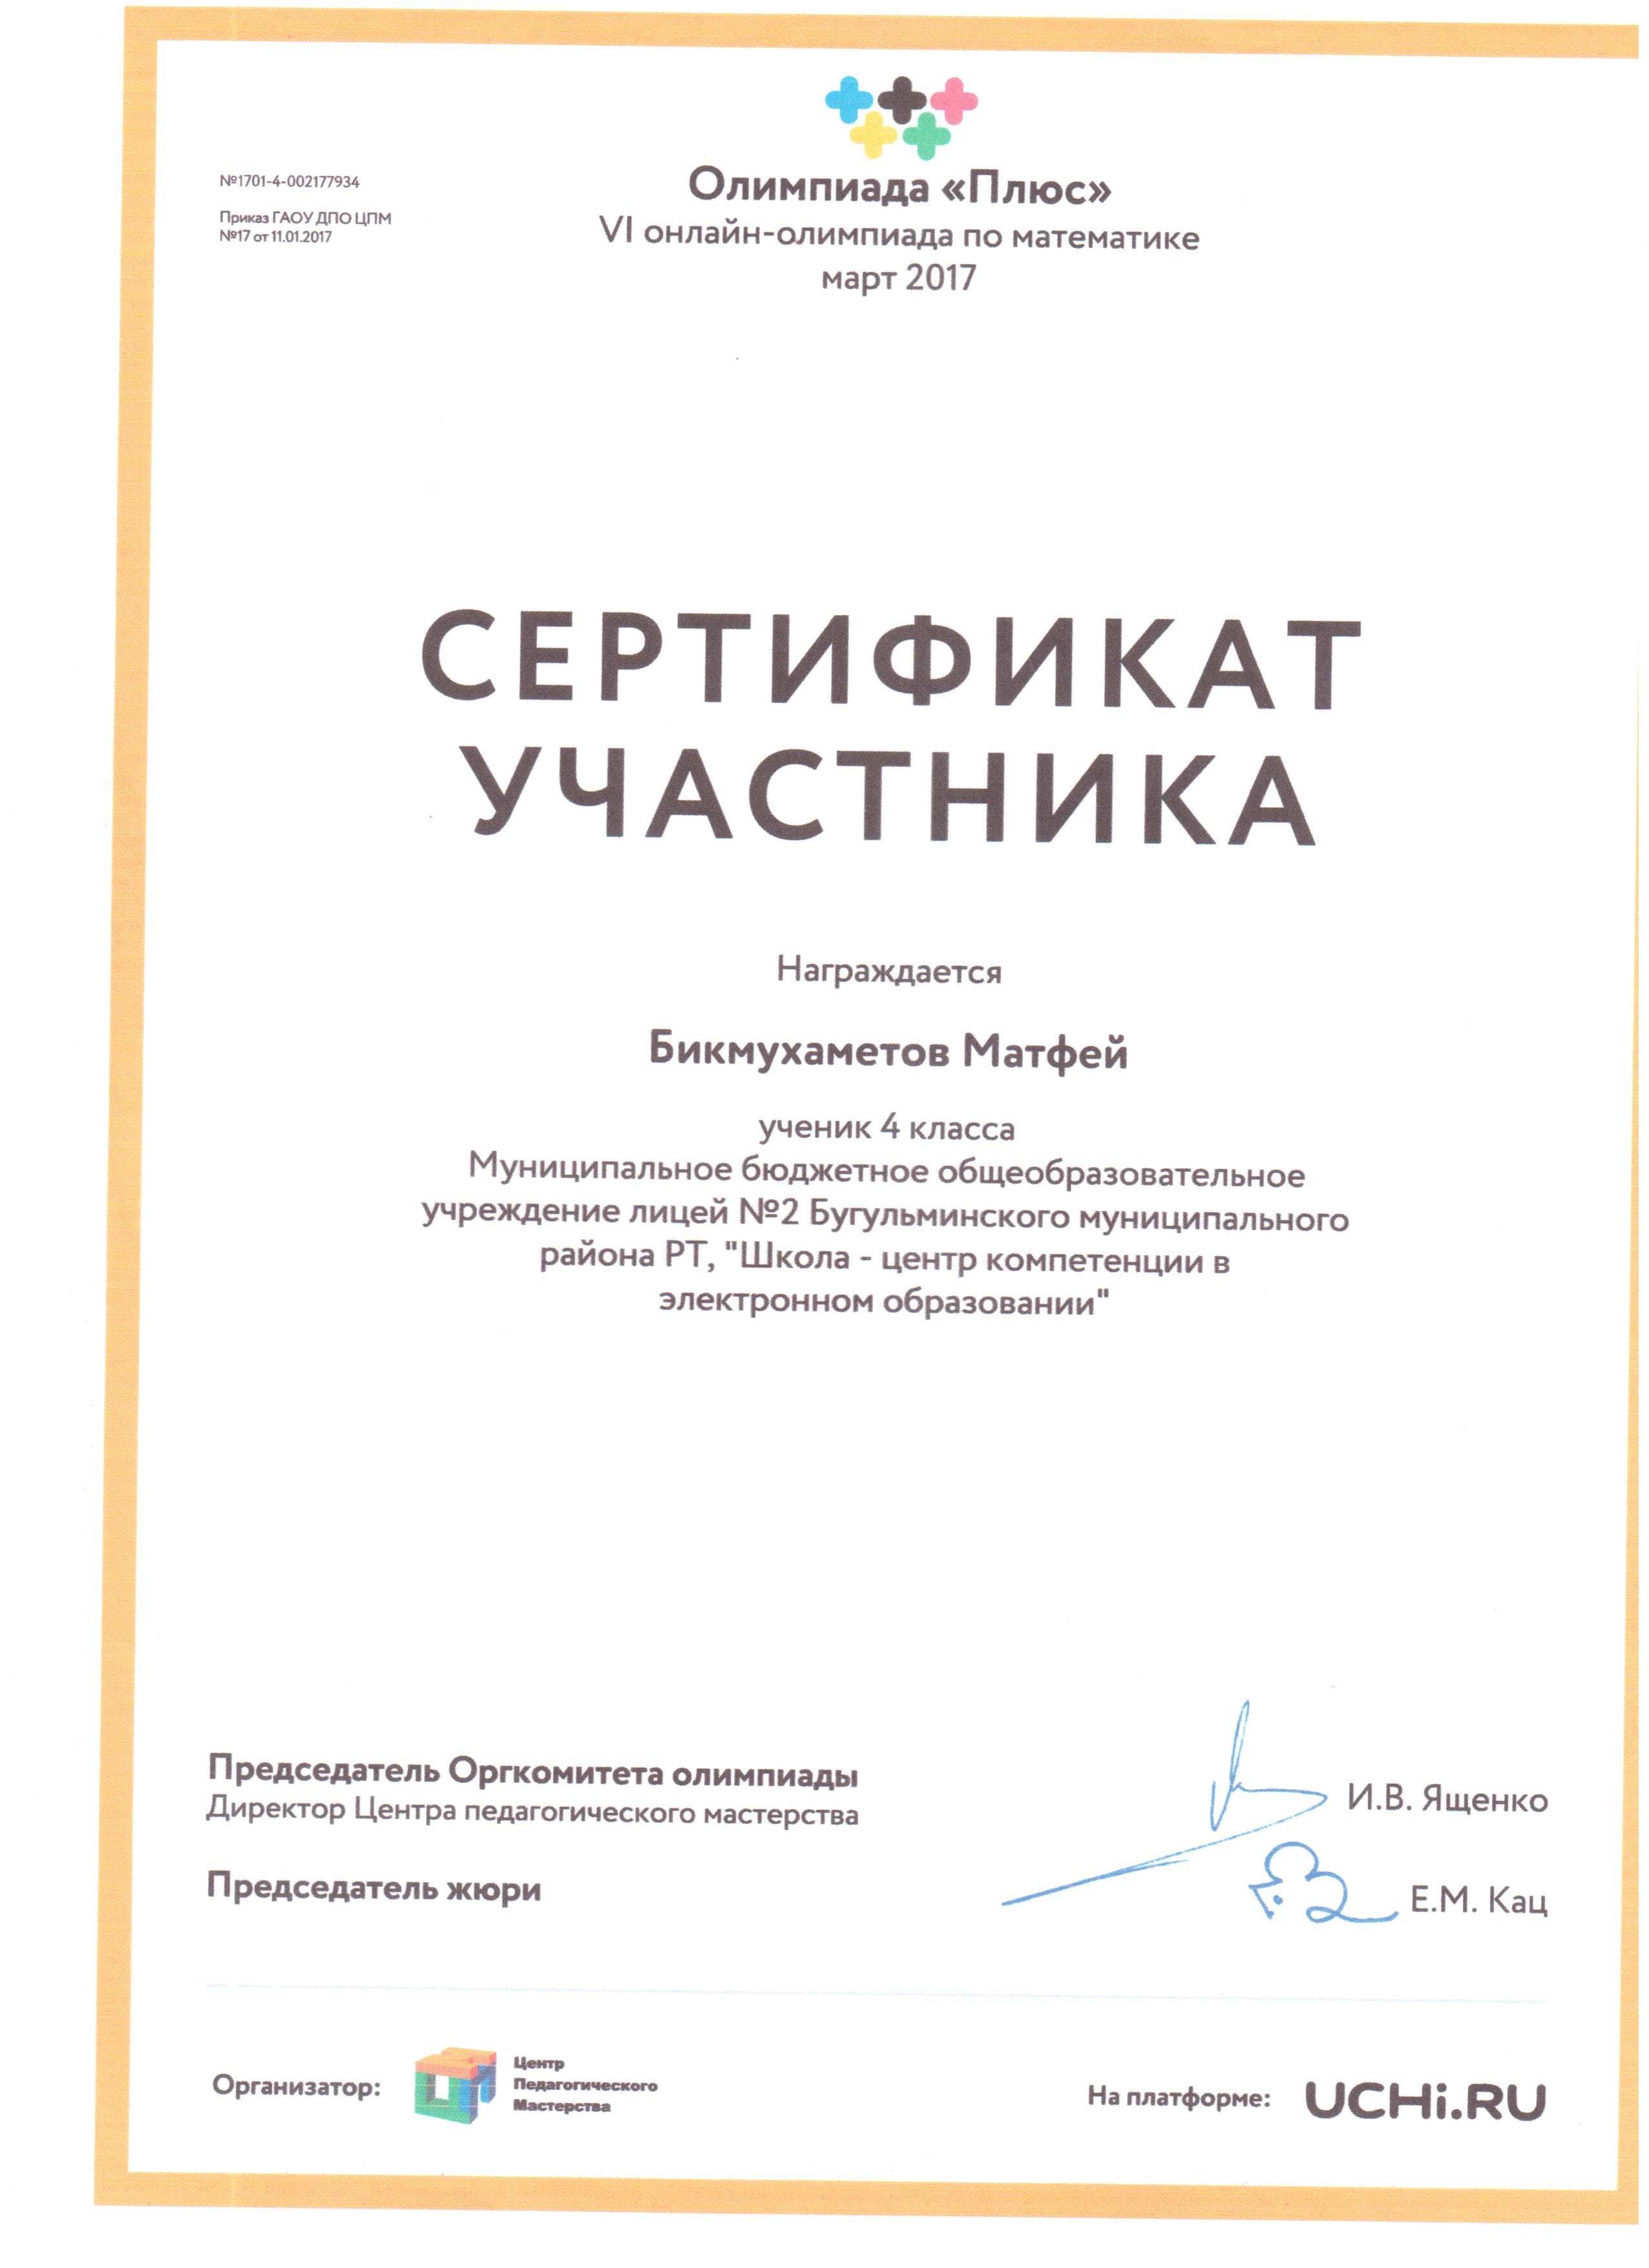 №1701-4-002177934
Приказ ГАОУ ДПО ЦПМ
№17 от 11.01.2017
Олимпиада «Плюс»
VI онлайн-олимпиада по математике
март 2017
СЕРТИФИКАТ
УЧАСТНИКА
Награждается
Бикмухаметов Матфей
ученик 4 класса
Муниципальное бюджетное общеобразовательное
учреждение лицей №2 Бугульминского муниципального
района РТ, "Школа - центр компетенции в
электронном образовании"
Председатель Оргкомитета олимпиады
Директор Центра педагогического мастерства
И.В. Ященко
Председатель жюри
Е.М. Кац
Организатор:
Центр
Педагогического
Мастерства
На платформе:
UCHi.RU